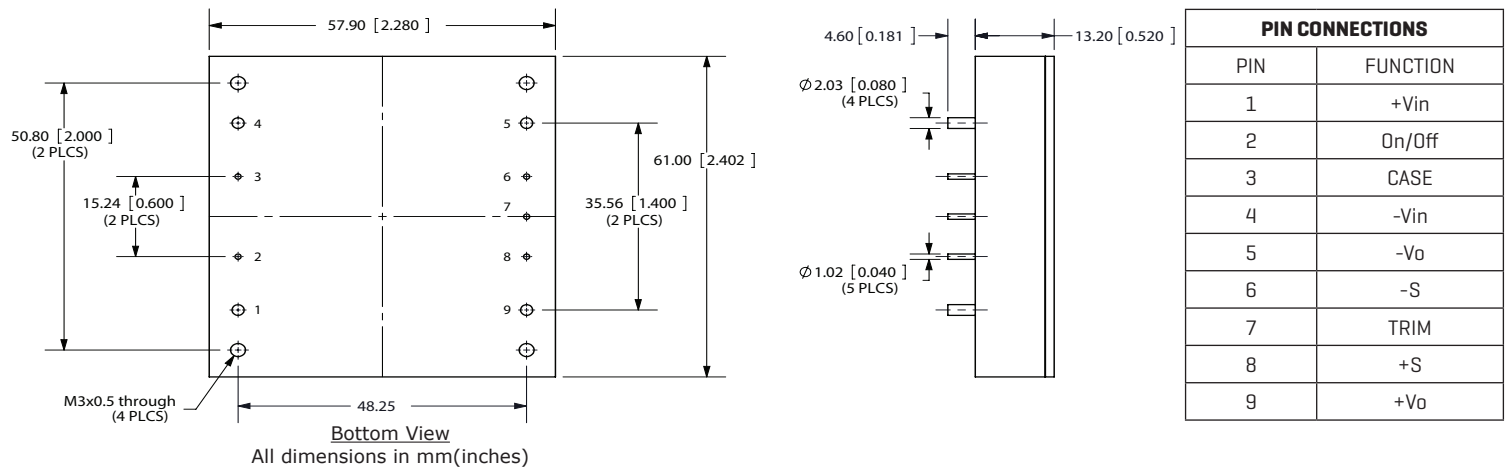 57.90 [2.280 ]
50.80 [2.000 ]
(2 PLCS)
4
5
3
6
15.24 [0.600 ]
(2 PLCS)
7
2
8
1
9
35.56 [1.400 ]
(2 PLCS)
61.00 [2.402 ]
M3x0.5 through
(4 PLCS)
48.25
Bottom View
All dimensions in mm(inches)
4.60 [0.181 ]
13.20 [0.520 ]
Ø2.03 [0.080 ]
(4 PLCS)
Ø1.02 [0.040 ]
(5 PLCS)
PIN CONNECTIONS
PIN FUNCTION
1 +Vin
2 On/Off
3 CASE
4 -Vin
5 -Vo
6 -S
7 TRIM
8 +S
9 +Vo